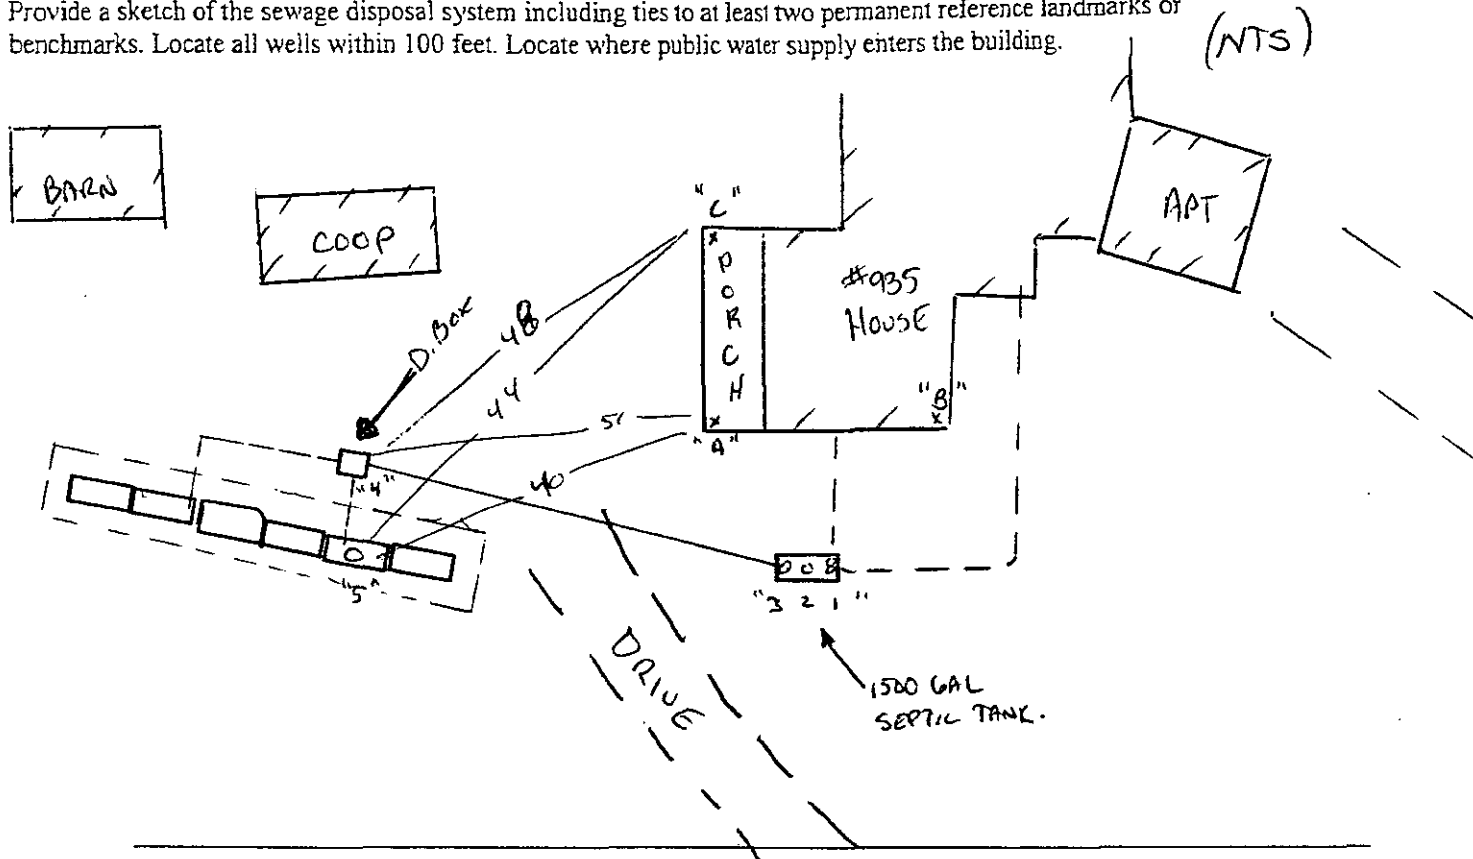 Provide a sketch of the sewage disposal system including ties to at least two permanent reference landmarks or
benchmarks. Locate all wells within 100 feet. Locate where public water supply enters the building.
(NTS)
BARN
COOP
"C"
PORCH
#935
HOUSE
APT
D.BOX
48
44
51
40
"A"
"B"
"4"
"5"
"3 2 1"
DRIVE
1500 GAL
SEPTIC TANK.